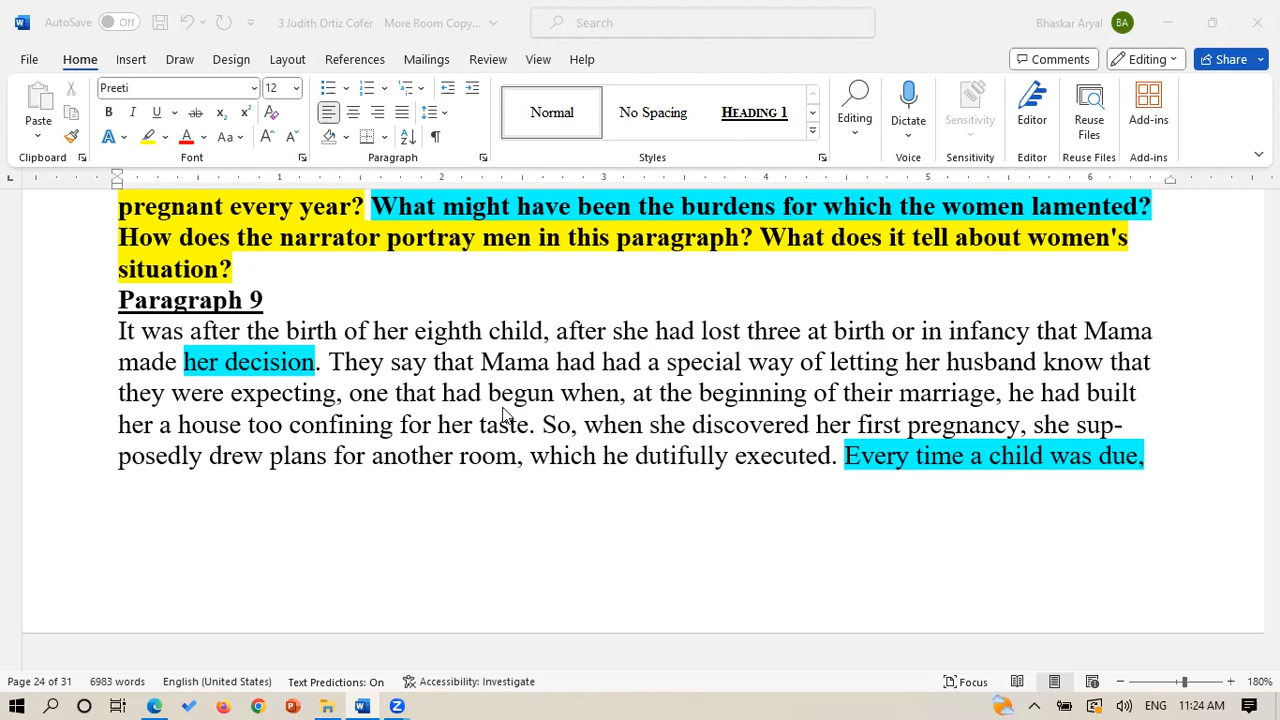 AutoSave Off 3 Judith Ortiz Cofer More Room Copy... Search Bhaskar Aryal BA
File Home Insert Draw Design Layout References Mailings Review View Help Comments Editing Share
Preeti 12
Paste
Normal No Spacing HEADING 1
Editing Dictate Sensitivity Editor Reuse Files Add-ins
Clipboard Font Paragraph Styles Voice Sensitivity Editor Reuse Files Add-ins
1 2 3 4 5 6
pregnant every year? What might have been the burdens for which the women lamented?
How does the narrator portray men in this paragraph? What does it tell about women's
situation?
Paragraph 9
It was after the birth of her eighth child, after she had lost three at birth or in infancy that Mama
made her decision. They say that Mama had had a special way of letting her husband know that
they were expecting, one that had begun when, at the beginning of their marriage, he had built
her a house too confining for her taste. So, when she discovered her first pregnancy, she sup-
posedly drew plans for another room, which he dutifully executed. Every time a child was due,
Page 24 of 31 6983 words English (United States) Text Predictions: On Accessibility: Investigate Focus 180%
ENG 11:24 AM